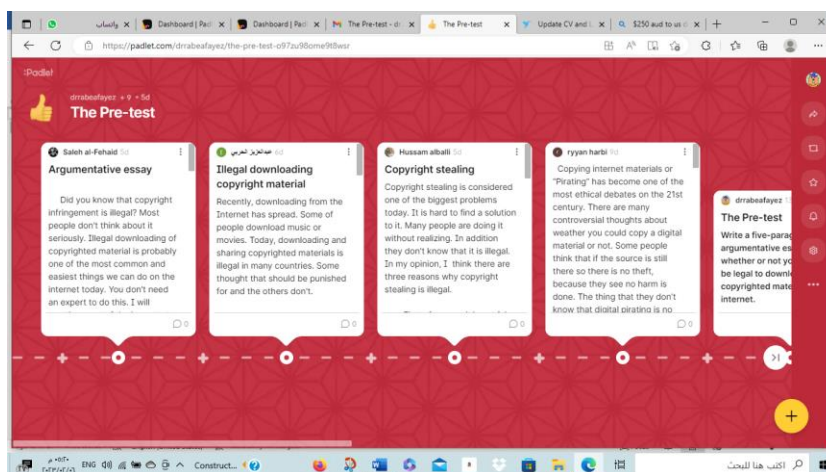 واتساب
Dashboard | Padl
Dashboard | Padl
The Pre-test - dr
The Pre-test
Update CV and L
5250 aud to us d
https://padlet.com/drrabeafayez/the-pre-test-o97zu98ome9t8wsr
:Padlet
drrabeafayez + 9 • 5d
The Pre-test
Saleh al-Fehaid 5d
Argumentative essay
Did you know that copyright
infringement is illegal? Most
people don't think about it
seriously. Illegal downloading of
copyrighted material is probably
one of the most common and
easiest things we can do on the
internet today. You don't need
an expert to do this. I will
0
عبدالعزيز الحربي 6d
Illegal downloading
copyright material
Recently, downloading from the
Internet has spread. Some of
people download music or
movies. Today, downloading and
sharing copyrighted materials is
illegal in many countries. Some
thought that should be punished
for and the others don't.
0
Hussam alballi 5d
Copyright stealing
Copyright stealing is considered
one of the biggest problems
today. It is hard to find a solution
to it. Many people are doing it
without realizing. In addition
they don't know that it is illegal.
In my opinion, I think there are
three reasons why copyright
stealing is illegal.
0
ryyan harbi 9d
Copying internet materials or
"Pirating" has become one of the
most ethical debates on the 21st
century. There are many
controversial thoughts about
weather you could copy a digital
material or not. Some people
think that if the source is still
there so there is no theft,
because they see no harm is
done. The thing that they don't
know that digital pirating is no
0
drrabeafayez 1
The Pre-test
Write a five-parag
argumentative es
whether or not yo
be legal to downl
copyrighted mate
internet.
ENG
Construct...
اكتب هنا للبحث